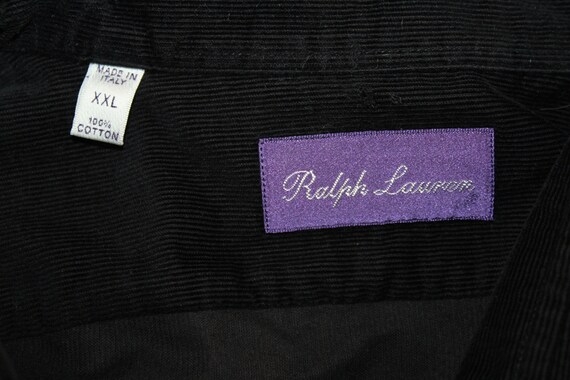 MADE IN
ITALY
XXL
100%
COTTON
Ralph Lauren